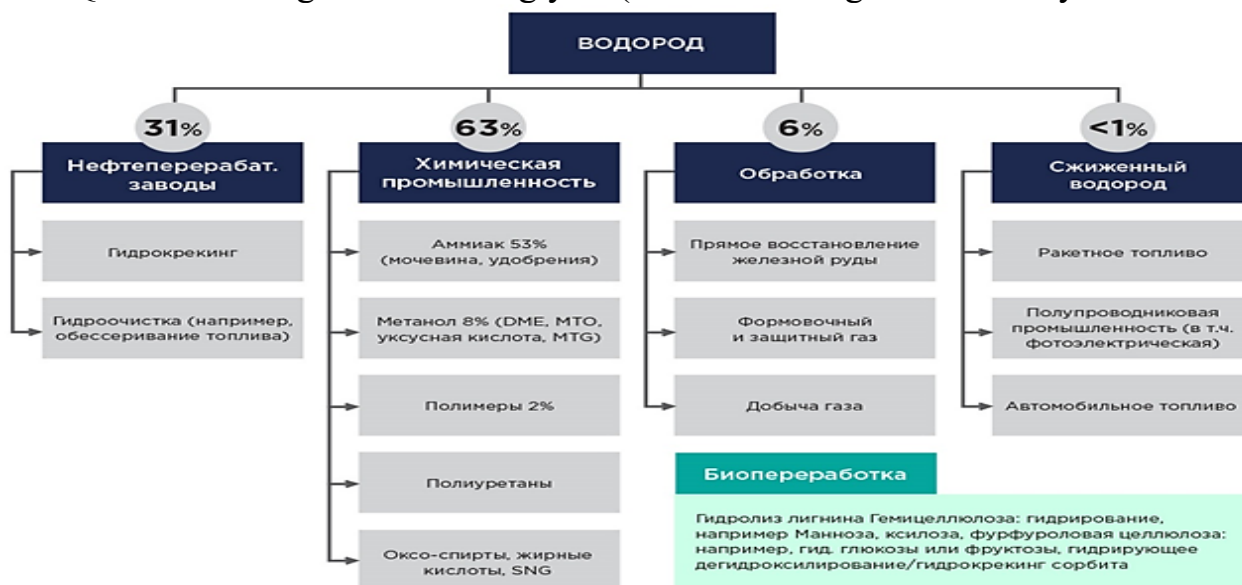 ВОДОРОД
31%
Нефтеперерабат.
заводы
Гидрокрекинг
Гидроочистка (например,
обессеривание топлива)
63%
Химическая
промышленность
Аммиак 53%
(мочевина, удобрения)
Метанол 8% (DME, MTO,
уксусная кислота, MTG)
Полимеры 2%
Полиуретаны
Оксо-спирты, жирные
кислоты, SNG
6%
Обработка
Прямое восстановление
железной руды
Формовочный
и защитный газ
Добыча газа
<1%
Сжиженный
водород
Ракетное топливо
Полупроводниковая
промышленность (в т.ч.
фотоэлектрическая)
Автомобильное топливо
Биопереработка
Гидролиз лигнина Гемицеллюлоза: гидрирование,
например Манноза, ксилоза, фурфуроловая целлюлоза:
например, гид. глюкозы или фруктозы, гидрирующее
дегидроксилирование/гидрокрекинг сорбита